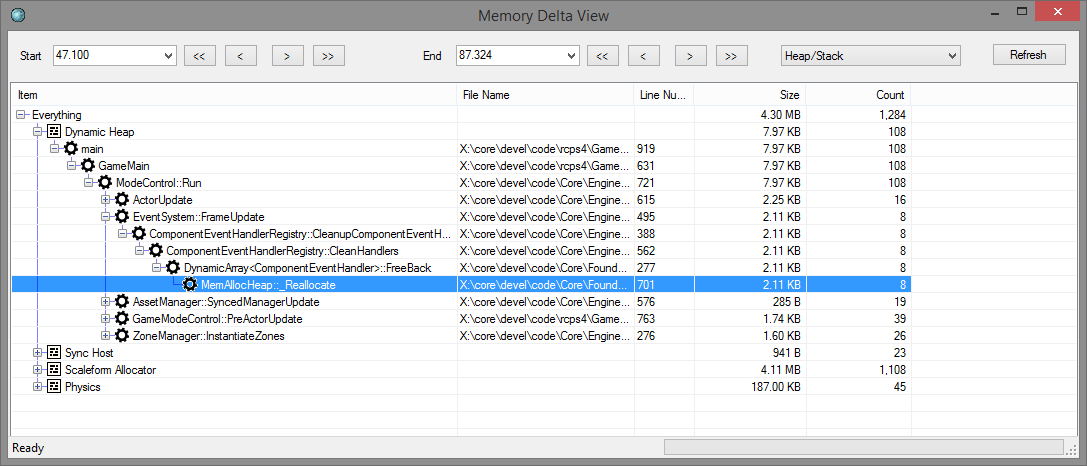 Memory Delta View
Start 47.100 << < > >> End 87.324 << < > >> Heap/Stack Refresh
Item File Name Line Nu... Size Count
Everything 4.30 MB 1,284
Dynamic Heap 7.97 KB 108
main X:\core\devel\code\rcps4\Game... 919 7.97 KB 108
GameMain X:\core\devel\code\rcps4\Game... 631 7.97 KB 108
ModeControl::Run X:\core\devel\code\Core\Engine... 721 7.97 KB 108
ActorUpdate X:\core\devel\code\Core\Engine... 615 2.25 KB 16
EventSystem::FrameUpdate X:\core\devel\code\Core\Engine... 495 2.11 KB 8
ComponentEventHandlerRegistry::CleanupComponentEventH... X:\core\devel\code\Core\Engine... 388 2.11 KB 8
ComponentEventHandlerRegistry::CleanHandlers X:\core\devel\code\Core\Engine... 562 2.11 KB 8
DynamicArray<ComponentEventHandler>::FreeBack X:\core\devel\code\Core\Found... 277 2.11 KB 8
MemAllocHeap::_Reallocate X:\core\devel\code\Core\Found... 701 2.11 KB 8
AssetManager::SyncedManagerUpdate X:\core\devel\code\Core\Engine... 576 285 B 19
GameModeControl::PreActorUpdate X:\core\devel\code\rcps4\Game... 763 1.74 KB 39
ZoneManager::InstantiateZones X:\core\devel\code\Core\Engine... 276 1.60 KB 26
Sync Host 941 B 23
Scaleform Allocator 4.11 MB 1,108
Physics 187.00 KB 45
Ready